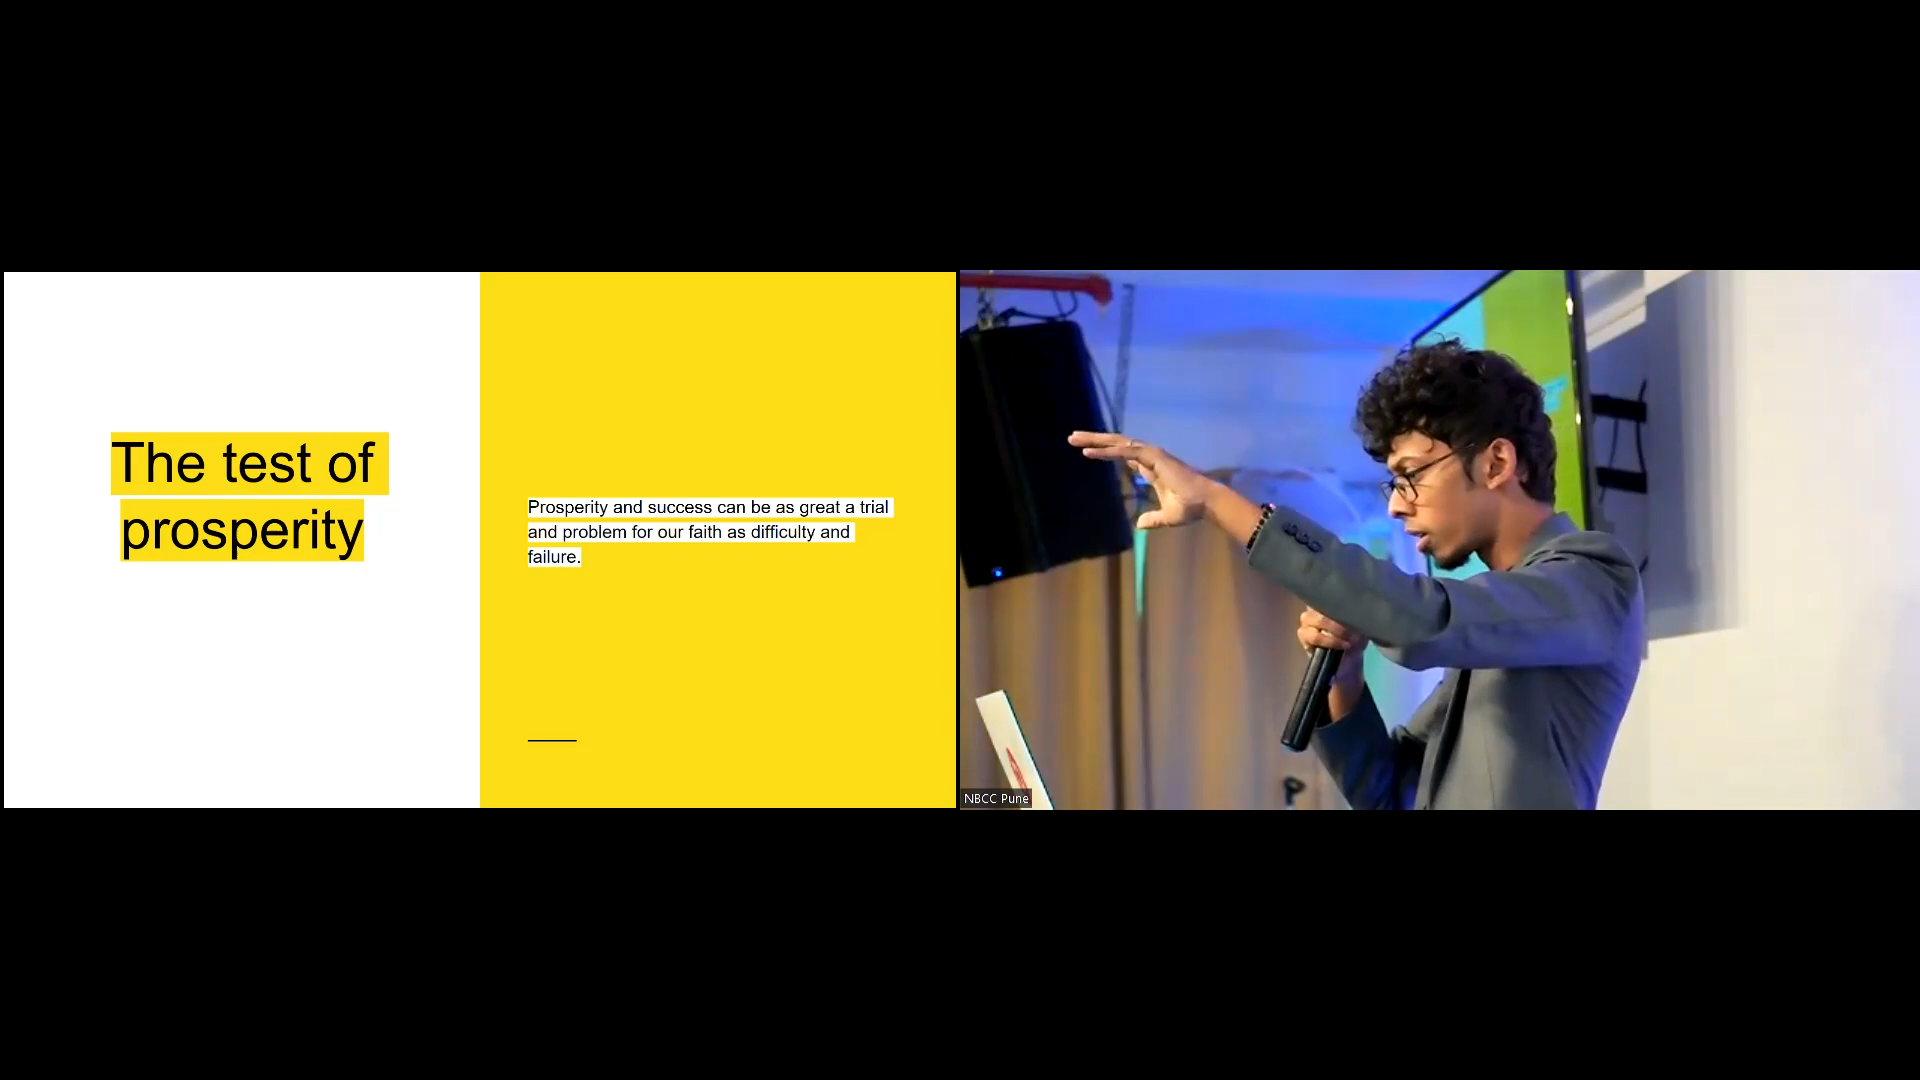 The test of
prosperity
Prosperity and success can be as great a trial
and problem for our faith as difficulty and
failure.
NBCC Pune